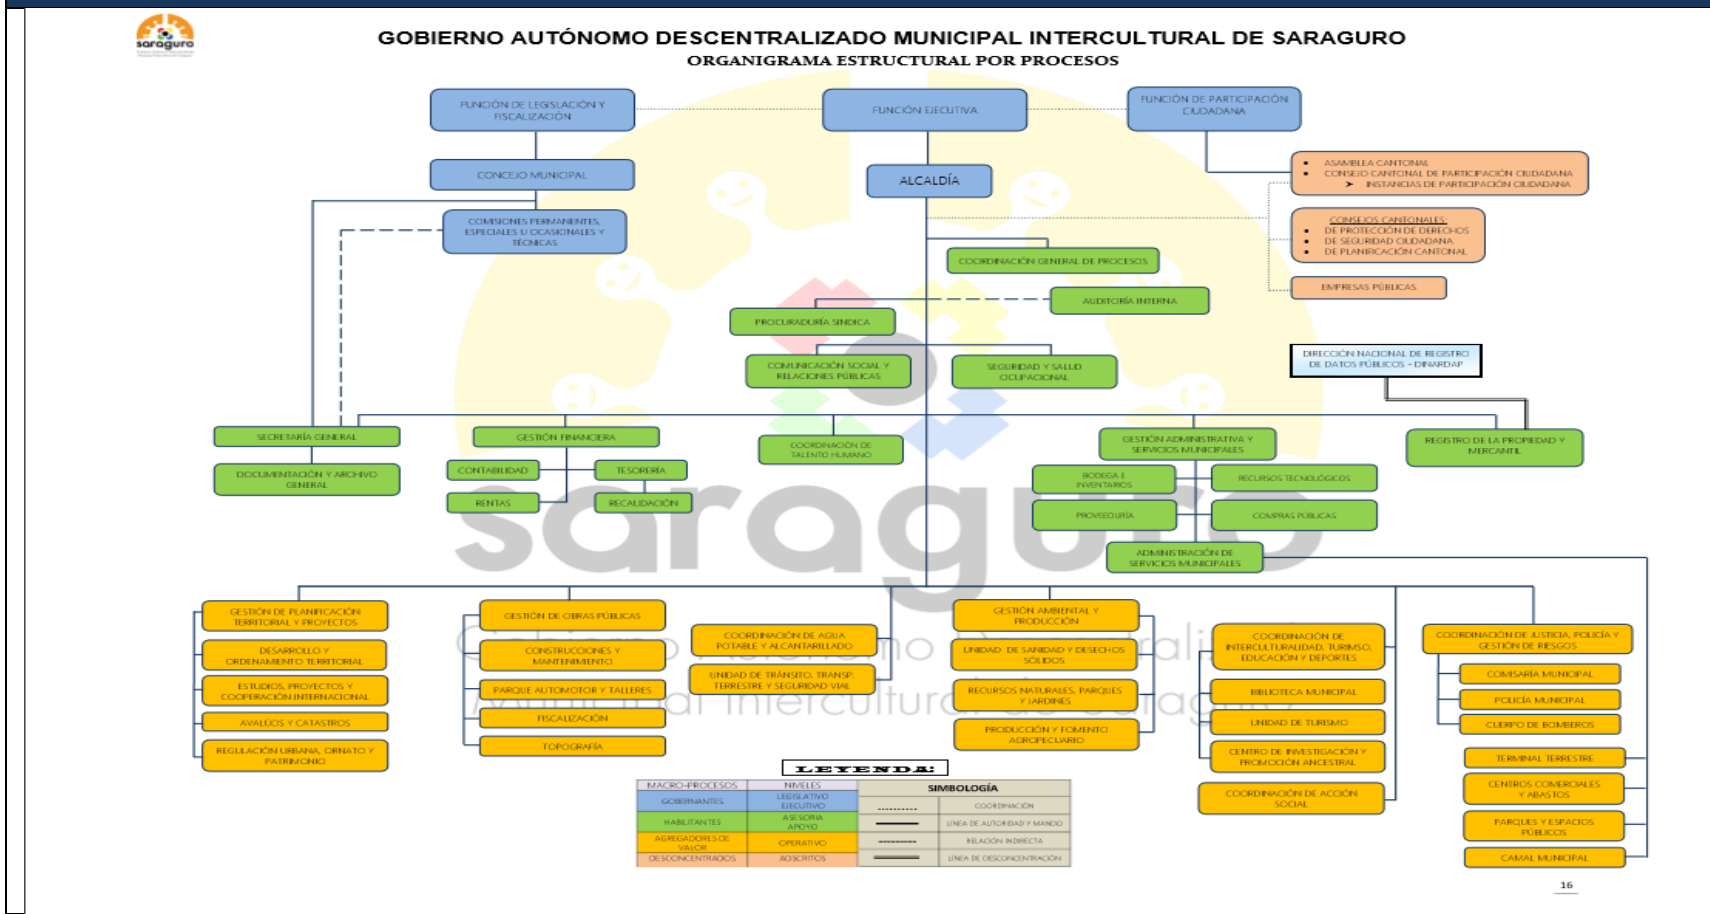 saraguro
GOBIERNO AUTÓNOMO DESCENTRALIZADO MUNICIPAL INTERCULTURAL DE SARAGURO
ORGANIGRAMA ESTRUCTURAL POR PROCESOS
FUNCIÓN DE LEGISLACIÓN Y
FISCALIZACIÓN
FUNCIÓN EJECUTIVA
FUNCIÓN DE PARTICIPACIÓN
CIUDADANA
CONCEJO MUNICIPAL
ALCALDÍA
• ASAMBLEA CANTONAL
• CONSEJO CANTONAL DE PARTICIPACIÓN CIUDADANA
➢ INSTANCIAS DE PARTICIPACIÓN CIUDADANA
COMISIONES PERMANENTES,
ESPECIALES U OCASIONALES Y
TÉCNICAS
CONSEJOS CANTONALES:
• DE PROTECCIÓN DE DERECHOS
• DE SEGURIDAD CIUDADANA
• DE PLANIFICACIÓN CANTONAL
COORDINACIÓN GENERAL DE PROCESOS
EMPRESAS PÚBLICAS
AUDITORÍA INTERNA
PROCURADURÍA SINDICA
COMUNICACIÓN SOCIAL Y
RELACIONES PÚBLICAS
SEGURIDAD Y SALUD
OCUPACIONAL
DIRECCIÓN NACIONAL DE REGISTRO
DE DATOS PÚBLICOS - DINARDAP
SECRETARÍA GENERAL
DOCUMENTACIÓN Y ARCHIVO
GENERAL
GESTIÓN FINANCIERA
CONTABILIDAD
TESORERÍA
RENTAS
RECAUDACIÓN
COORDINACIÓN DE
TALENTO HUMANO
GESTIÓN ADMINISTRATIVA Y
SERVICIOS MUNICIPALES
BODEGA E
INVENTARIOS
RECURSOS TECNOLÓGICOS
PROVEEDURÍA
COMPRAS PÚBLICAS
ADMINISTRACIÓN DE
SERVICIOS MUNICIPALES
REGISTRO DE LA PROPIEDAD Y
MERCANTIL
saraguro
GESTIÓN DE PLANIFICACIÓN
TERRITORIAL Y PROYECTOS
DESARROLLO Y
ORDENAMIENTO TERRITORIAL
ESTUDIOS, PROYECTOS Y
COOPERACIÓN INTERNACIONAL
AVALÚOS Y CATASTROS
REGULACIÓN URBANA, ORNATO Y
PATRIMONIO
GESTIÓN DE OBRAS PÚBLICAS
CONSTRUCCIONES Y
MANTENIMIENTO
PARQUE AUTOMOTOR Y TALLERES
FISCALIZACIÓN
TOPOGRAFÍA
COORDINACIÓN DE AGUA
POTABLE Y ALCANTARILLADO
UNIDAD DE TRÁNSITO, TRANSP.
TERRESTRE Y SEGURIDAD VIAL
GESTIÓN AMBIENTAL Y
PRODUCCIÓN
UNIDAD DE SANIDAD Y DESECHOS
SÓLIDOS
RECURSOS NATURALES, PARQUES
Y JARDINES
PRODUCCIÓN Y FOMENTO
AGROPECUARIO
COORDINACIÓN DE
INTERCULTURALIDAD, TURIMSO,
EDUCACIÓN Y DEPORTES
BIBLIOTECA MUNICIPAL
UNIDAD DE TURISMO
CENTRO DE INVESTIGACIÓN Y
PROMOCIÓN ANCESTRAL
COORDINACIÓN DE ACCIÓN
SOCIAL
COORDINACIÓN DE JUSTICIA, POLICÍA Y
GESTIÓN DE RIESGOS
COMISARÍA MUNICIPAL
POLICÍA MUNICIPAL
CUERPO DE BOMBEROS
TERMINAL TERRESTRE
CENTROS COMERCIALES
Y ABASTOS
PARQUES Y ESPACIOS
PÚBLICOS
CAMAL MUNICIPAL
LEYENDA:
MACRO-PROCESOS NIVELES SIMBOLOGÍA
GOBERNANTES LEGISLATIVO
EJECUTIVO COORDINACIÓN
HABILITANTES ASESORIA
APOYO LÍNEA DE AUTORIDAD Y MANDO
AGREGADORES DE
VALOR OPERATIVO RELACIÓN INDIRECTA
DESCONCENTRADOS ADSCRITOS LÍNEA DE DESCONCENTRACIÓN
16